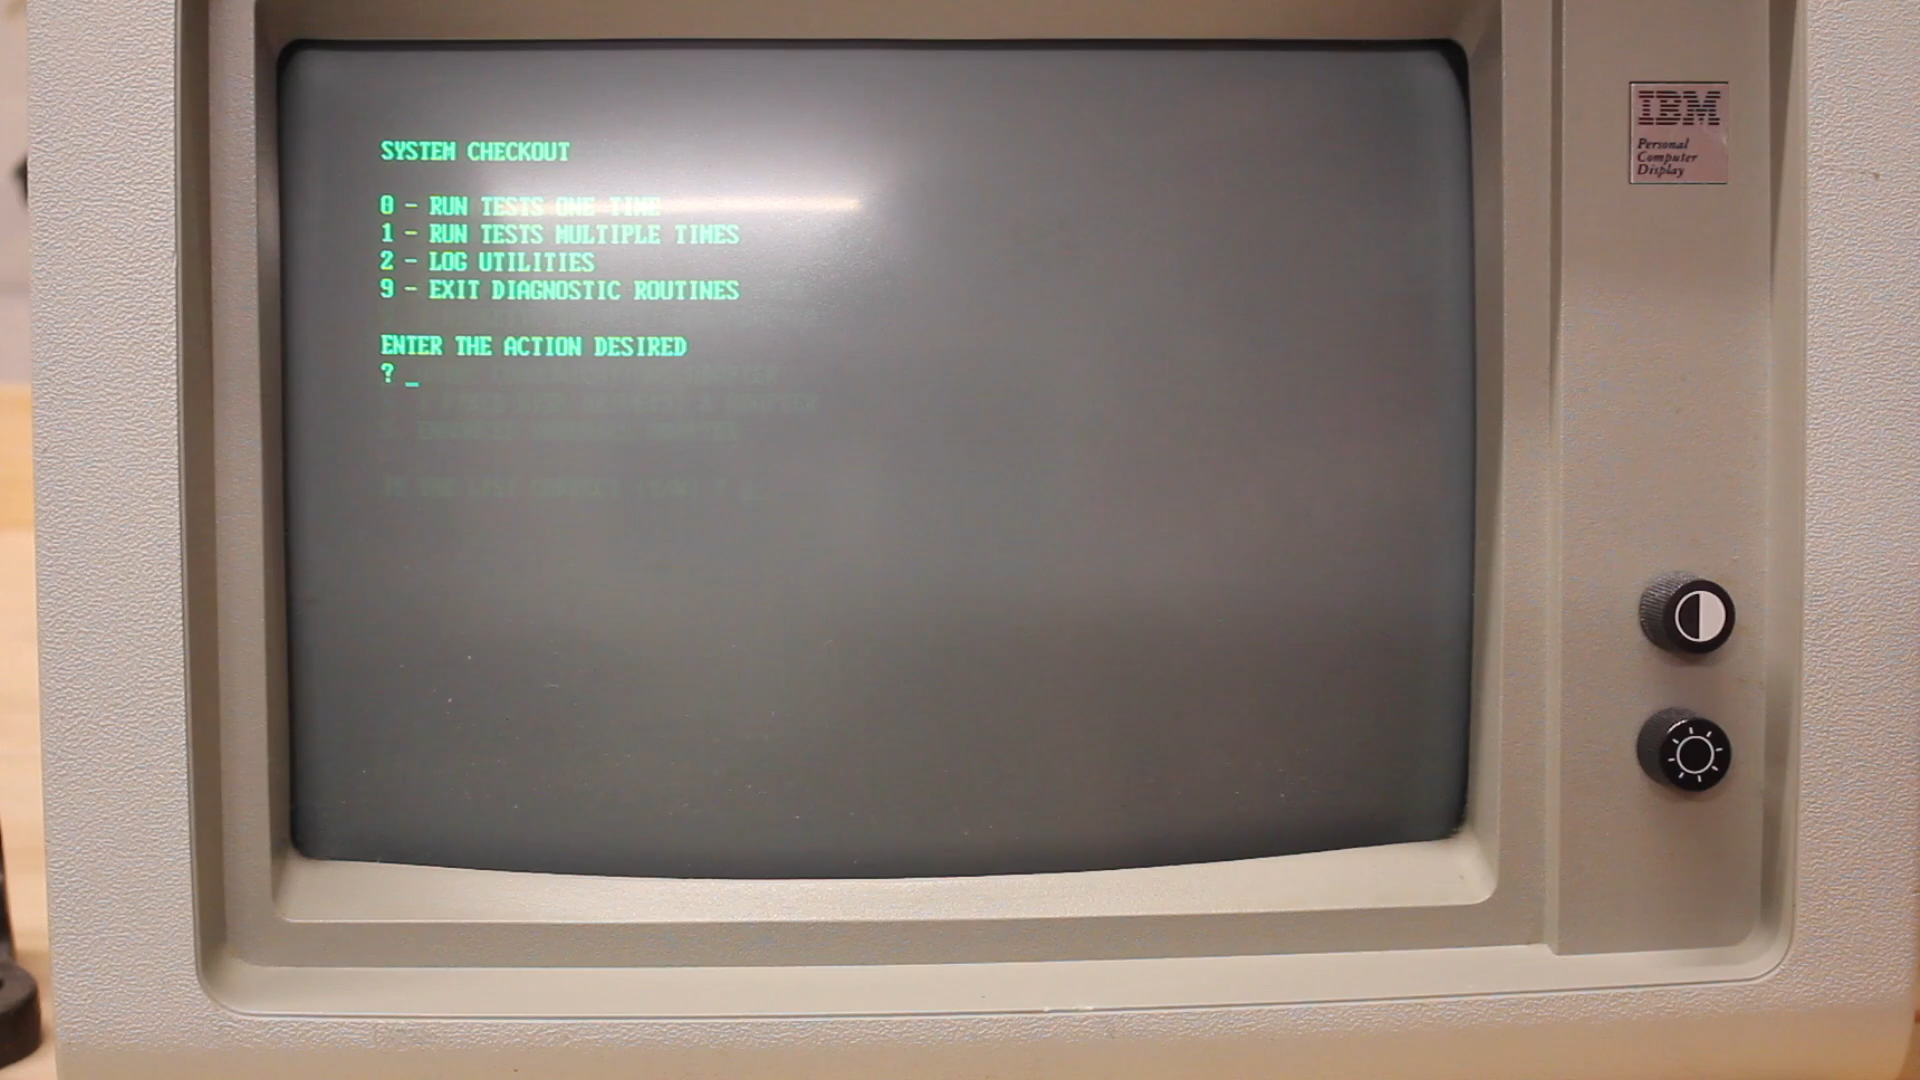 SYSTEM CHECKOUT
0 - RUN TESTS ONE TIME
1 - RUN TESTS MULTIPLE TIMES
2 - LOG UTILITIES
9 - EXIT DIAGNOSTIC ROUTINES
ENTER THE ACTION DESIRED
? _
IBM
Personal
Computer
Display